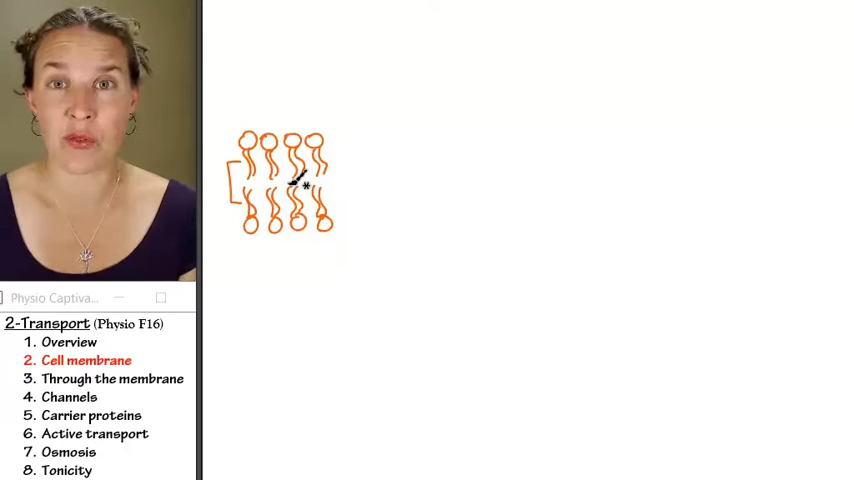 Physio Captiva...
2-Transport (Physio F16)
1. Overview
2. Cell membrane
3. Through the membrane
4. Channels
5. Carrier proteins
6. Active transport
7. Osmosis
8. Tonicity